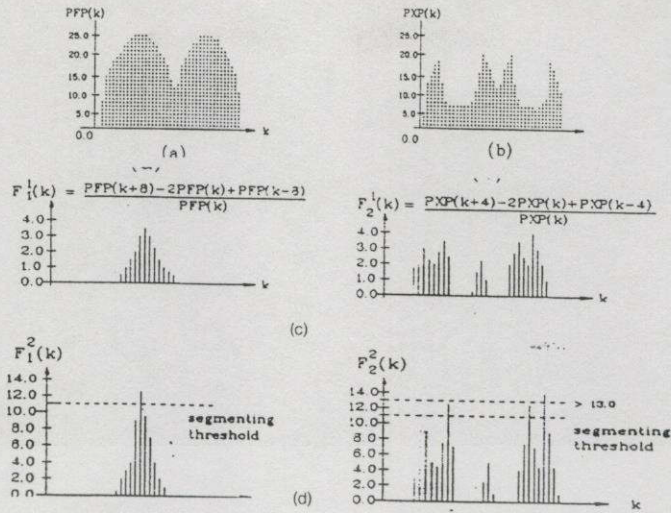 PFP(k)
25.0
20.0
15.0
10.0
5.0
0.0
k
(a)
PXP(k)
25.0
20.0
15.0
10.0
5.0
0.0
k
(b)
F₁¹(k) = PFP(k+8)-2PFP(k)+PFP(k-3)
PFP(k)
4.0
3.0
2.0
1.0
0.0
k
F₂¹(k) = PXP(k+4)-2PXP(k)+PXP(k-4)
PXP(k)
4.0
3.0
2.0
1.0
0.0
k
(c)
F₁²(k)
14.0
12.0
10.0
8.0
6.0
4.0
2.0
0.0
segmenting
threshold
F₂²(k)
14.0
12.0
10.0
8.0
6.0
4.0
2.0
0.0
> 13.0
segmenting
threshold
k
(d)